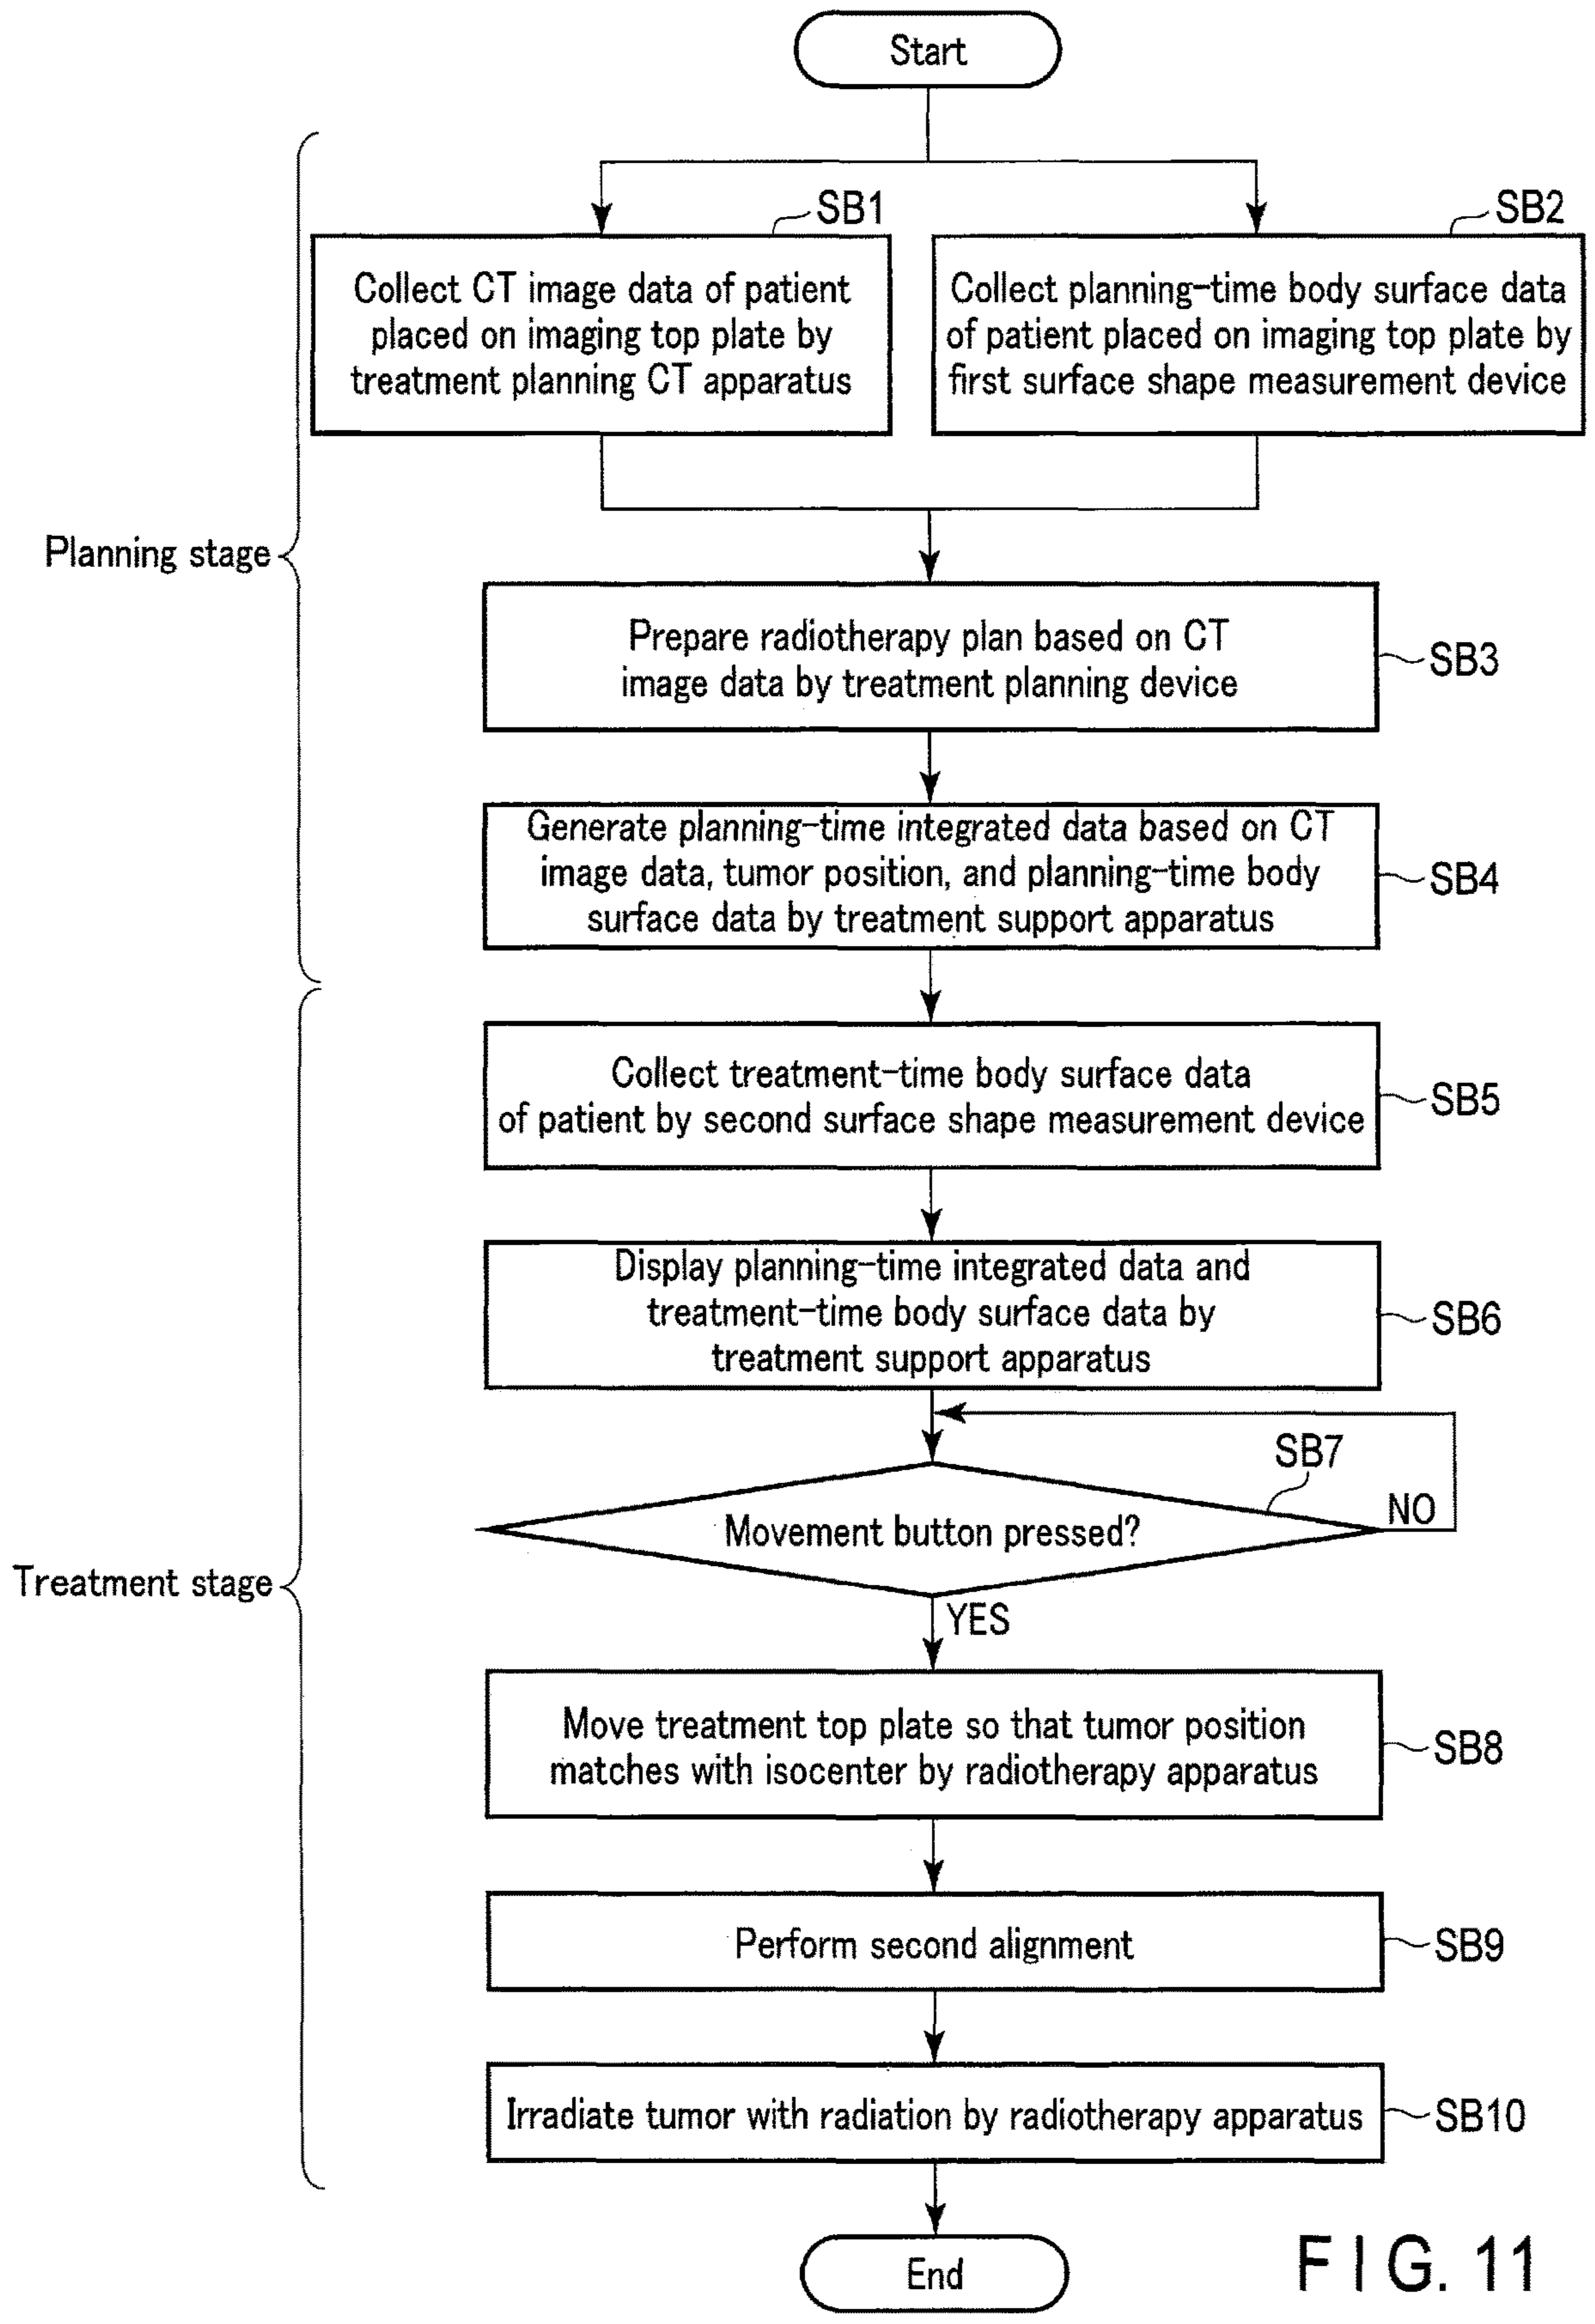 Start
SB1
SB2
Collect CT image data of patient
placed on imaging top plate by
treatment planning CT apparatus
Collect planning-time body surface data
of patient placed on imaging top plate by
first surface shape measurement device
Planning stage
Prepare radiotherapy plan based on CT
image data by treatment planning device
SB3
Generate planning-time integrated data based on CT
image data, tumor position, and planning-time body
surface data by treatment support apparatus
SB4
Collect treatment-time body surface data
of patient by second surface shape measurement device
SB5
Display planning-time integrated data and
treatment-time body surface data by
treatment support apparatus
SB6
SB7
Movement button pressed?
NO
Treatment stage
YES
Move treatment top plate so that tumor position
matches with isocenter by radiotherapy apparatus
SB8
Perform second alignment
SB9
Irradiate tumor with radiation by radiotherapy apparatus
SB10
End
FIG. 11